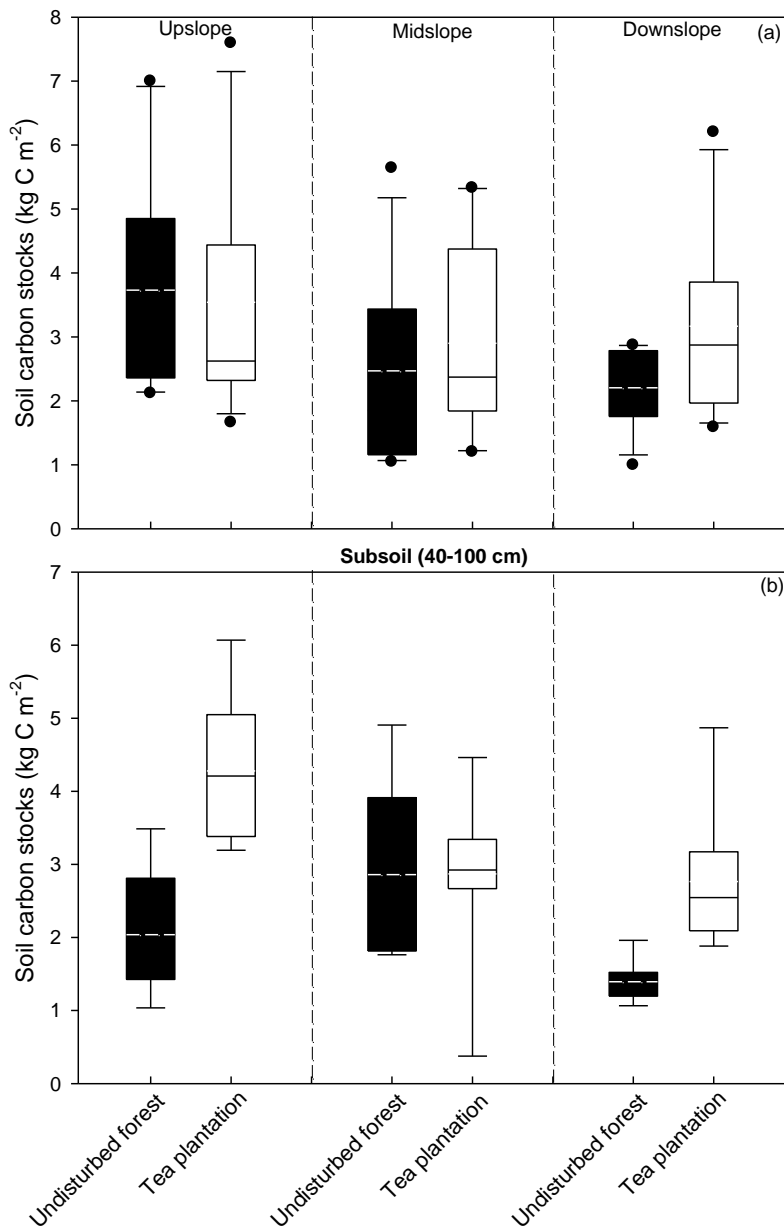 Upslope
Midslope
Downslope
(a)
Soil carbon stocks (kg C m⁻²)
8
7
6
5
4
3
2
1
0
Subsoil (40-100 cm)
(b)
Soil carbon stocks (kg C m⁻²)
7
6
5
4
3
2
1
0
Undisturbed forest
Tea plantation
Undisturbed forest
Tea plantation
Undisturbed forest
Tea plantation